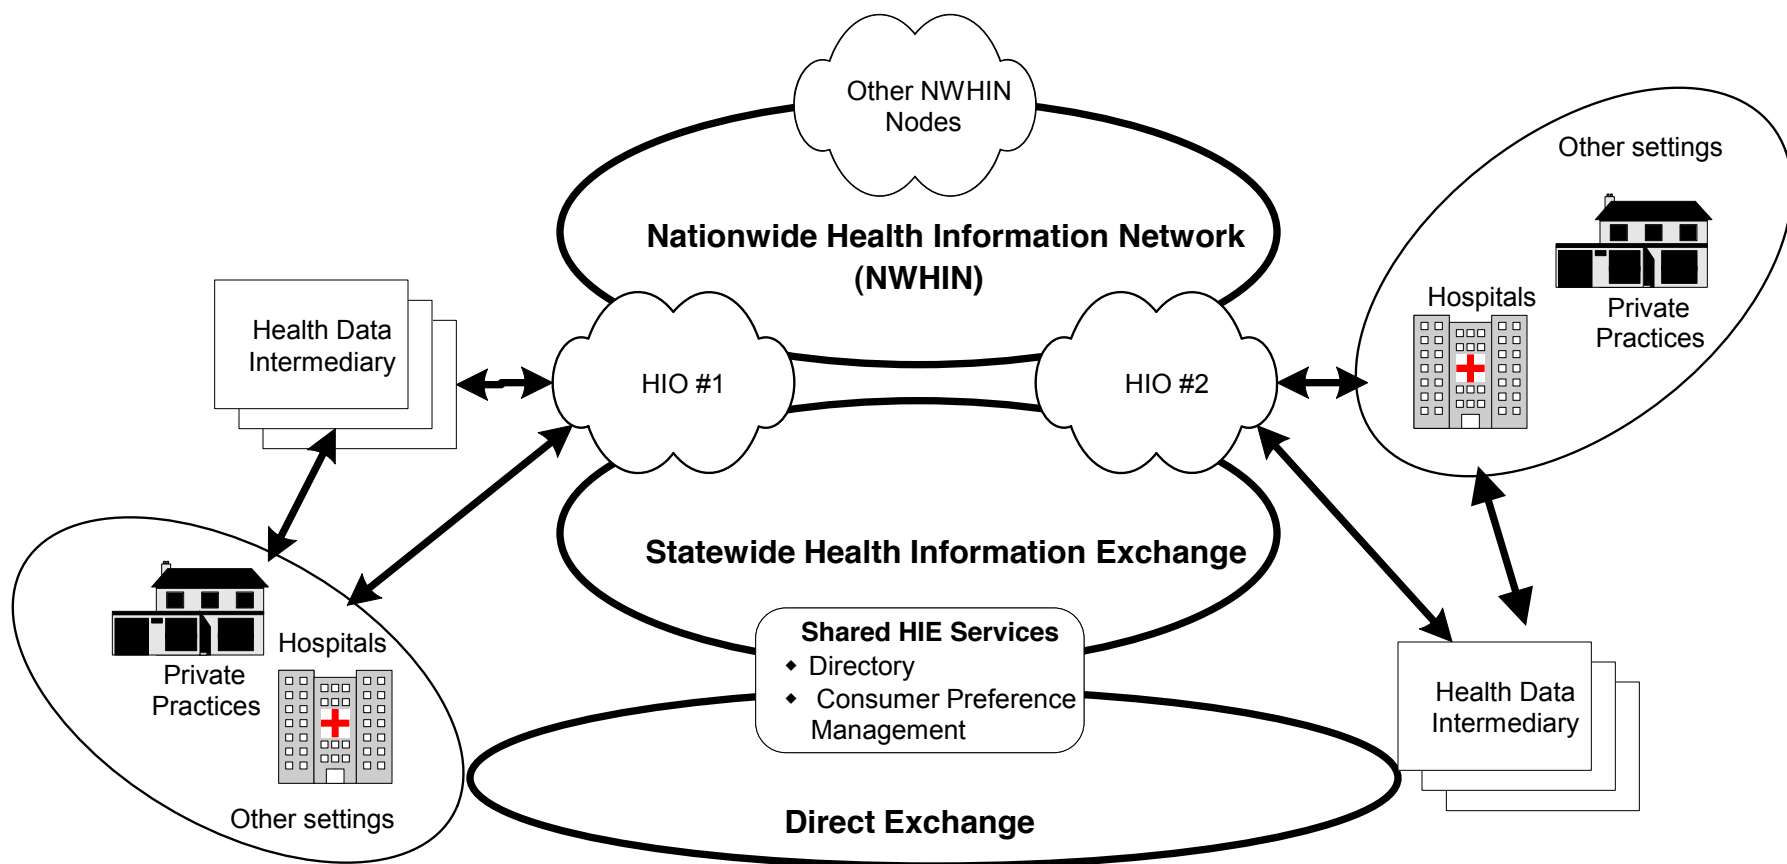 Other NWHIN
Nodes
Nationwide Health Information Network
(NWHIN)
Other settings
Private
Practices
Hospitals
Health Data
Intermediary
HIO #1
HIO #2
Statewide Health Information Exchange
Shared HIE Services
◆ Directory
◆ Consumer Preference
Management
Private
Practices
Hospitals
Other settings
Health Data
Intermediary
Direct Exchange